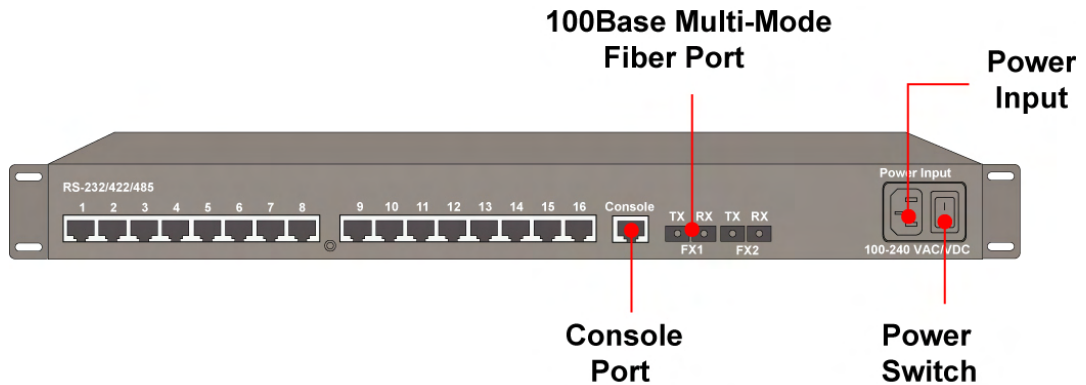 100Base Multi-Mode
Fiber Port
Power
Input
RS-232/422/485
1 2 3 4 5 6 7 8
9 10 11 12 13 14 15 16
Console
TX RX TX RX
FX1 FX2
Power Input
100-240 VAC/VDC
Console
Port
Power
Switch